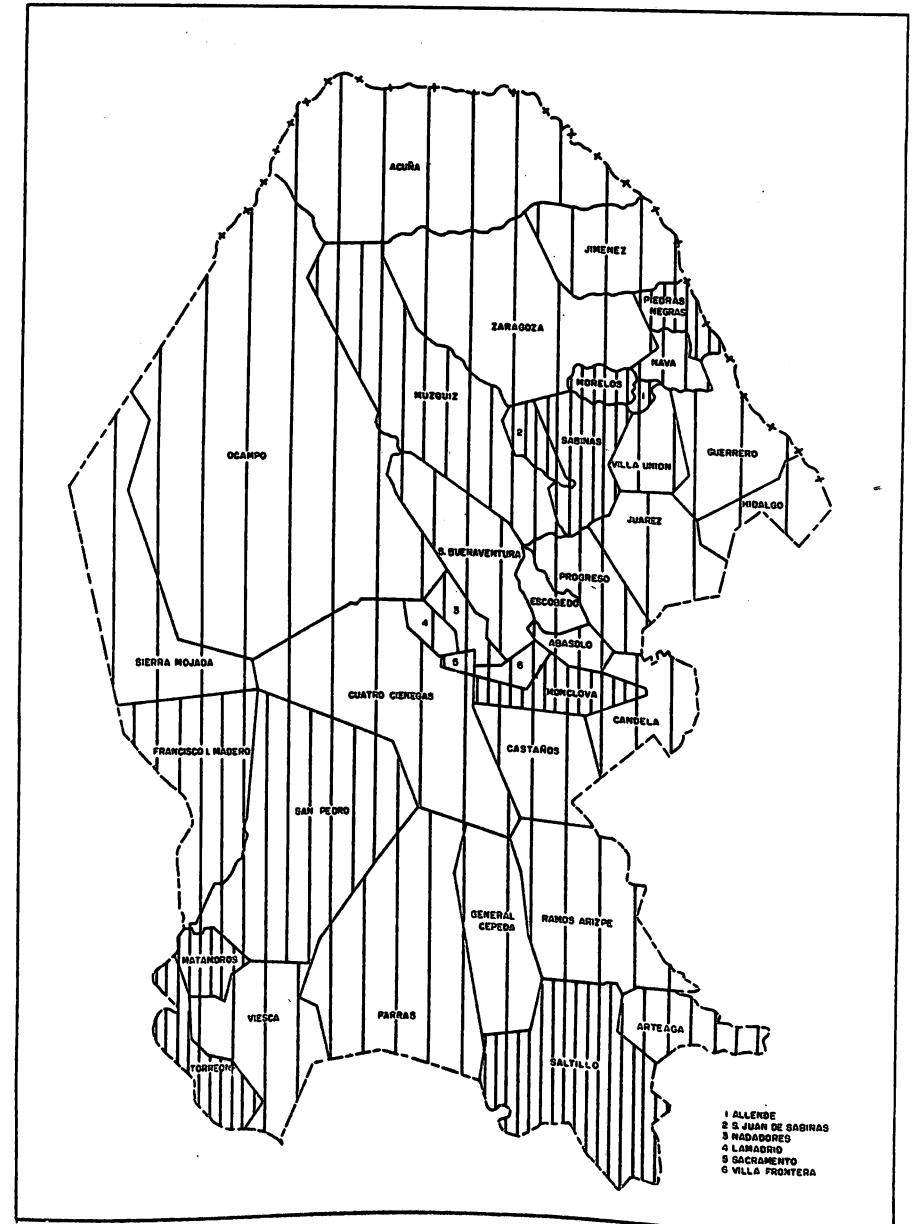 ACUÑA
JIMENEZ
PIEDRAS
NEGRAS
ZARAGOZA
NAVA
MORELOS
1
MUZQUIZ
2
SABINAS
OCAMPO
GUERRERO
VILLA UNION
HIDALGO
JUAREZ
S. BUENAVENTURA
PROGRESO
ESCOBEDO
3
4
ABASOLO
SIERRA MOJADA
5
6
CUATRO CIENEGAS
MONCLOVA
CANDELA
FRANCISCO I. MADERO
CASTAÑOS
SAN PEDRO
GENERAL
CEPEDA
RAMOS ARIZPE
MATAMOROS
VIESCA
PARRAS
ARTEAGA
TORREON
SALTILLO
1 ALLENDE
2 S. JUAN DE SABINAS
3 NADADORES
4 LAMADRID
5 SACRAMENTO
6 VILLA FRONTERA